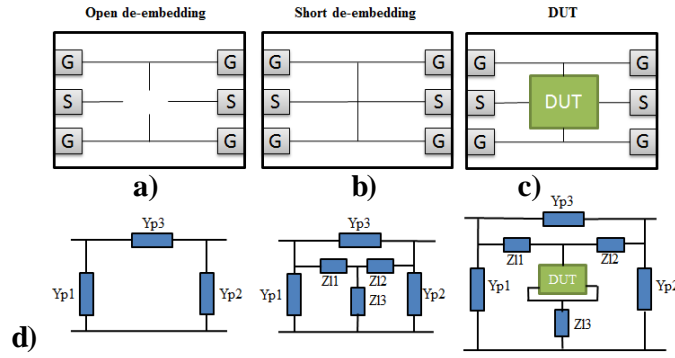 Open de-embedding Short de-embedding DUT
G G G G G G
S S S S S DUT S
G G G G G G
a) b) c)
Yp3 Yp3 Yp3
Yp1 Yp2 Yp1 Zl1 Zl2 Zl3 Yp2 Yp1 Zl1 Zl2 DUT Zl3 Yp2
d)